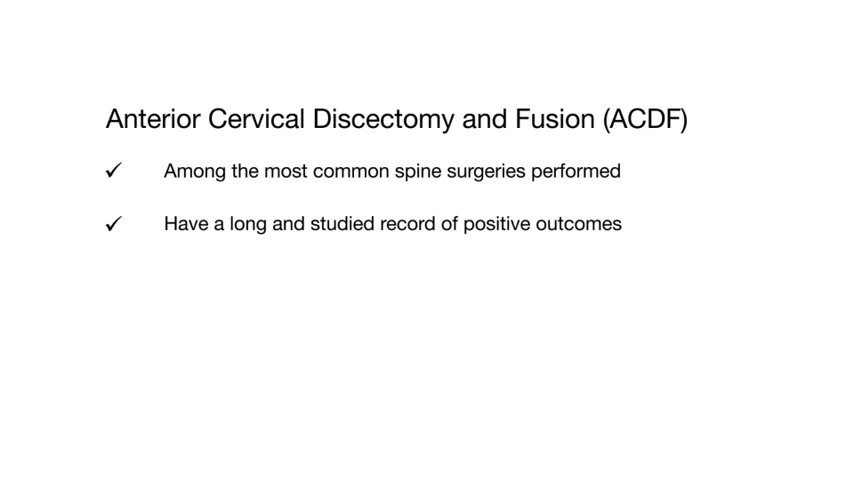 Anterior Cervical Discectomy and Fusion (ACDF)
✓ Among the most common spine surgeries performed
✓ Have a long and studied record of positive outcomes